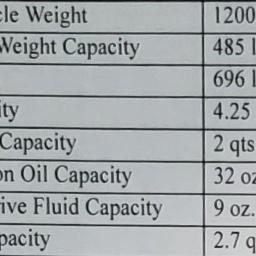 cle Weight 1200
Weight Capacity 485 l
696 l
ity 4.25
Capacity 2 qts
on Oil Capacity 32 oz
ive Fluid Capacity 9 oz.
pacity 2.7 q